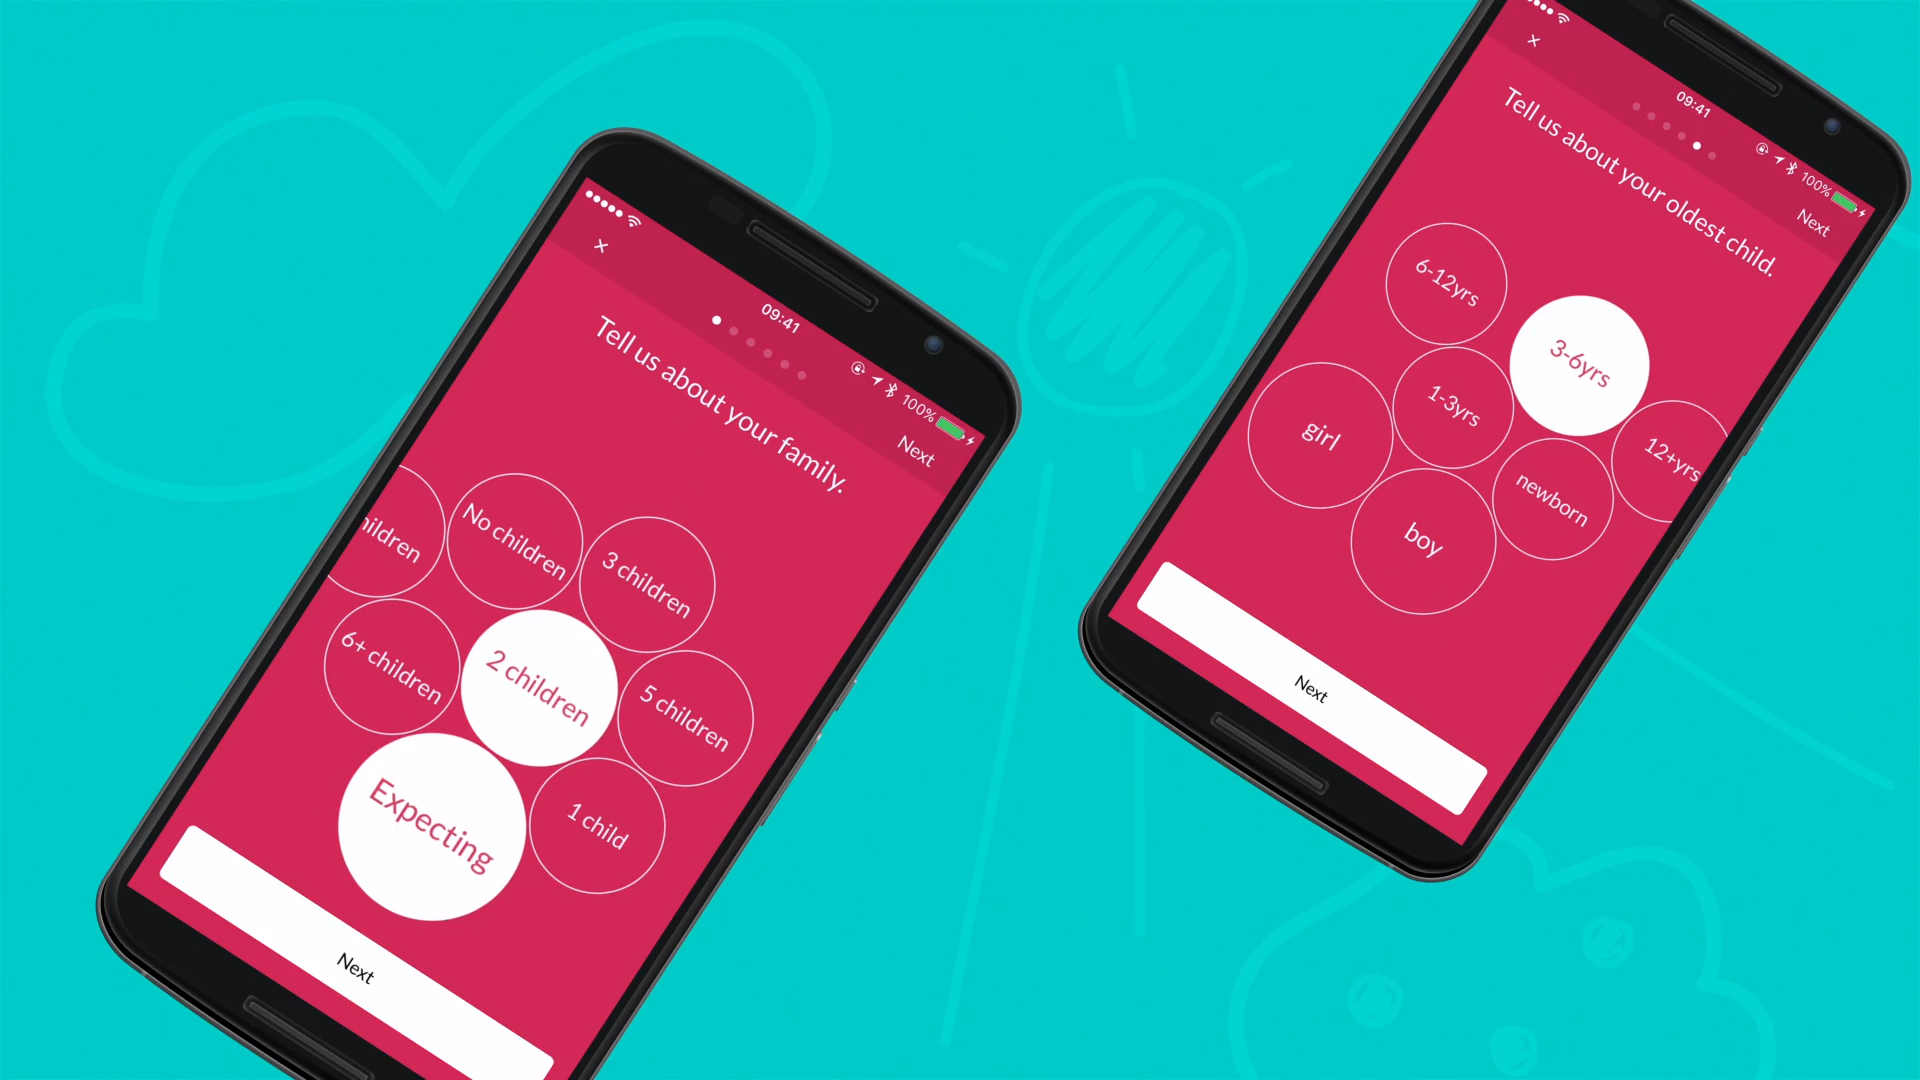 09:41
100%
Next
Tell us about your family.
No children
3 children
6+ children
2 children
5 children
Expecting
1 child
Next
09:41
100%
Next
Tell us about your oldest child.
6-12yrs
3-6yrs
1-3yrs
12+yrs
girl
newborn
boy
Next